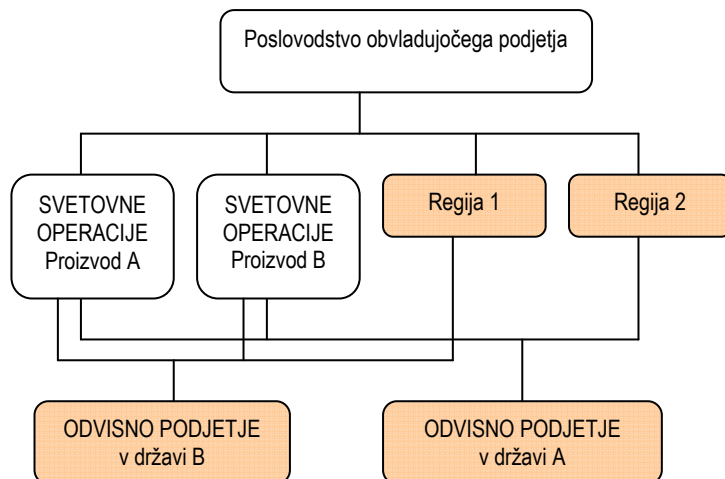 Poslovodstvo obvladujočega podjetja
SVETOVNE
OPERACIJE
Proizvod A
SVETOVNE
OPERACIJE
Proizvod B
Regija 1
Regija 2
ODVISNO PODJETJE
v državi B
ODVISNO PODJETJE
v državi A